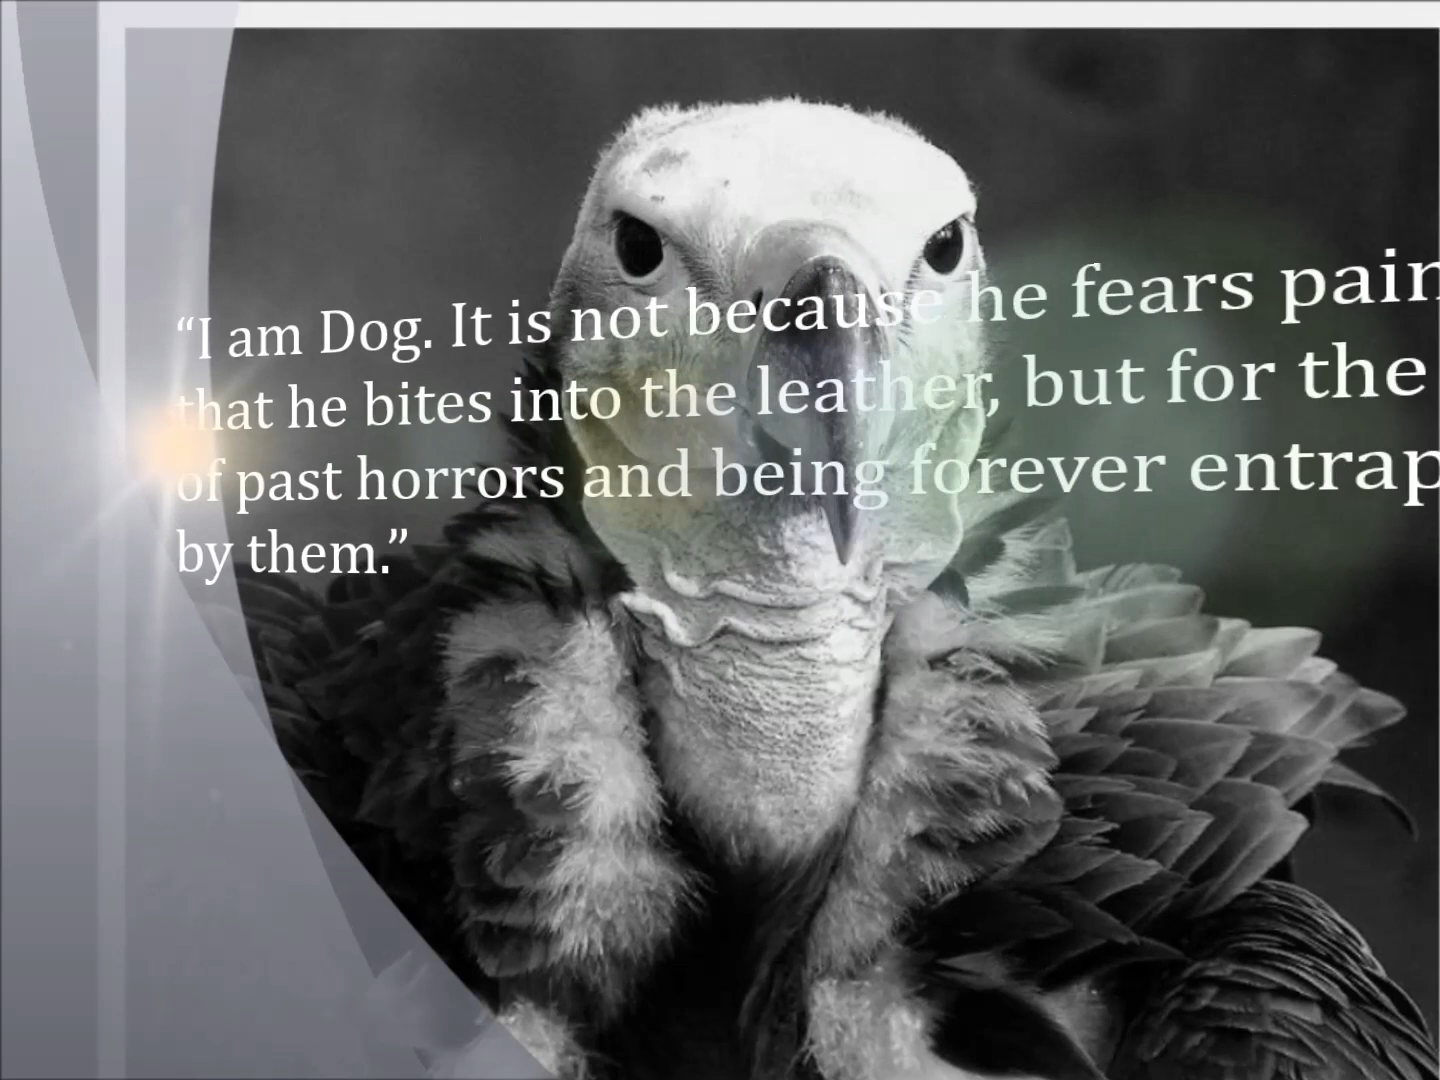 “I am Dog. It is not because he fears pain
that he bites into the leather, but for the
of past horrors and being forever entrap
by them.”